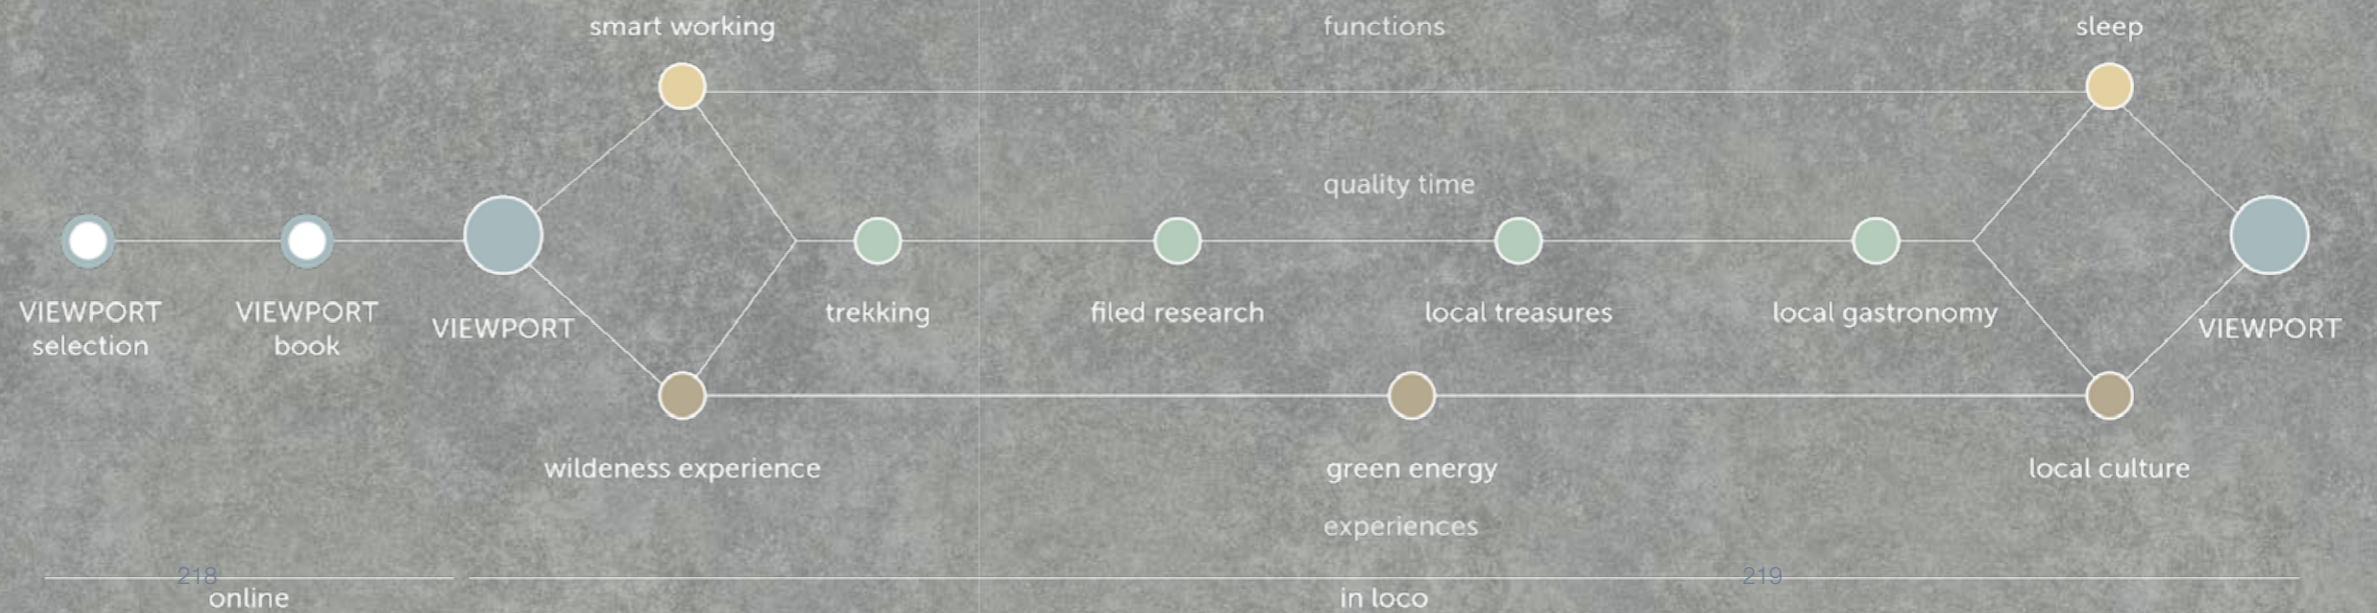 smart working
functions
sleep
quality time
VIEWPORT
selection
VIEWPORT
book
VIEWPORT
trekking
filed research
local treasures
local gastronomy
VIEWPORT
wildeness experience
green energy
local culture
experiences
218
219
online
in loco